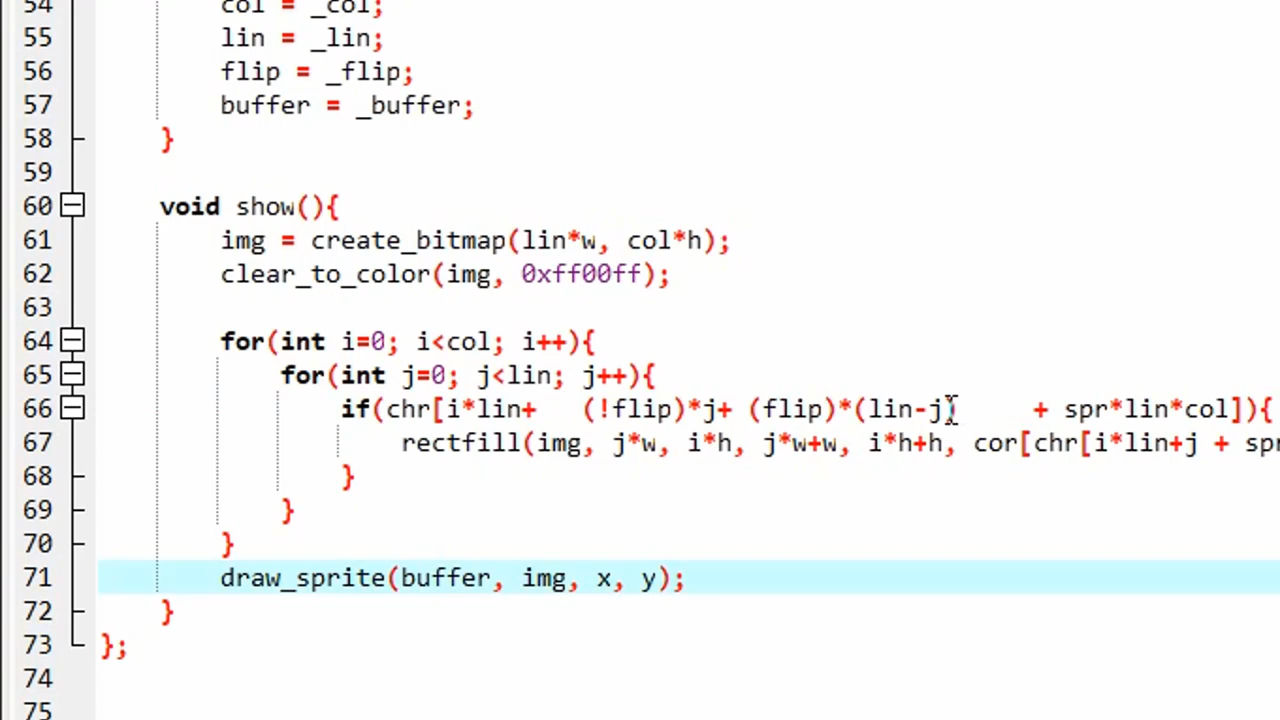 54 col = _col;
55 lin = _lin;
56 flip = _flip;
57 buffer = _buffer;
58 }
59
60 void show(){
61 img = create_bitmap(lin*w, col*h);
62 clear_to_color(img, 0xff00ff);
63
64 for(int i=0; i<col; i++){
65 for(int j=0; j<lin; j++){
66 if(chr[i*lin+   (!flip)*j+ (flip)*(lin-j)     + spr*lin*col]){
67 rectfill(img, j*w, i*h, j*w+w, i*h+h, cor[chr[i*lin+j + spr
68 }
69 }
70 }
71 draw_sprite(buffer, img, x, y);
72 }
73 };
74
75